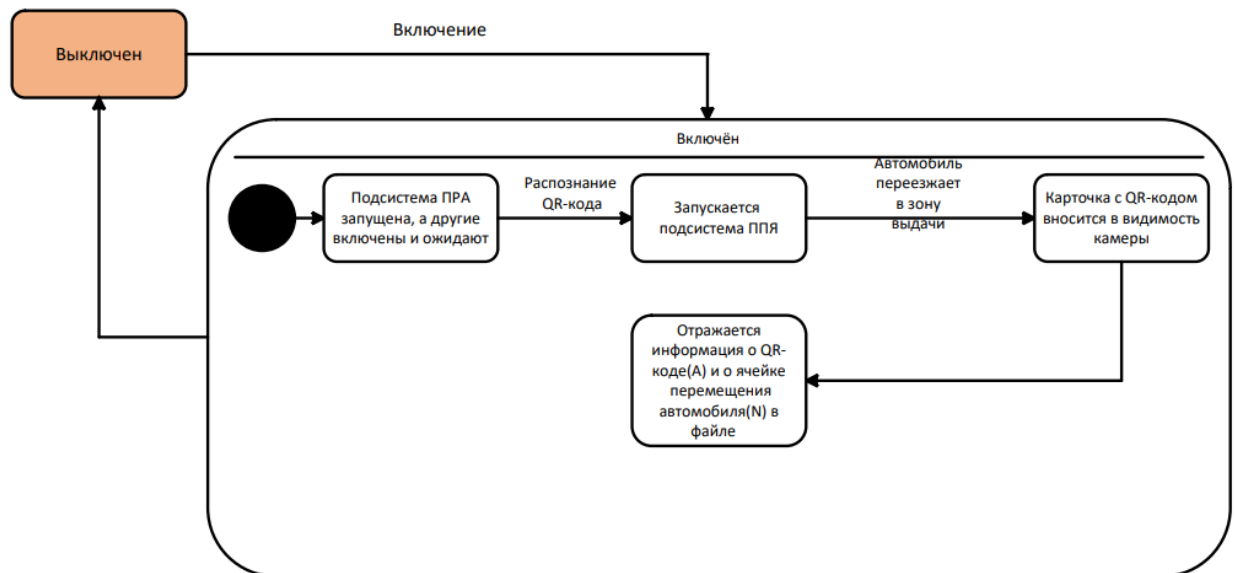 Включение
Выключен
Включён
Подсистема ПРА
запущена, а другие
включены и ожидают
Распознание
QR-кода
Запускается
подсистема ППЯ
Автомобиль
переезжает
в зону
выдачи
Карточка с QR-кодом
вносится в видимость
камеры
Отражается
информация о QR-
коде(A) и о ячейке
перемещения
автомобиля(N) в
файле